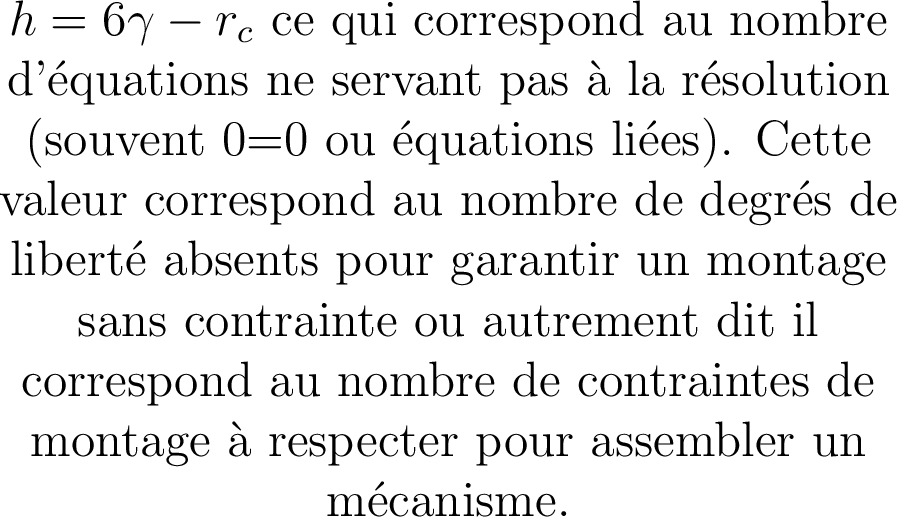 h = 6γ − r_c ce qui correspond au nombre
d'équations ne servant pas à la résolution
(souvent 0=0 ou équations liées). Cette
valeur correspond au nombre de degrés de
liberté absents pour garantir un montage
sans contrainte ou autrement dit il
correspond au nombre de contraintes de
montage à respecter pour assembler un
mécanisme.